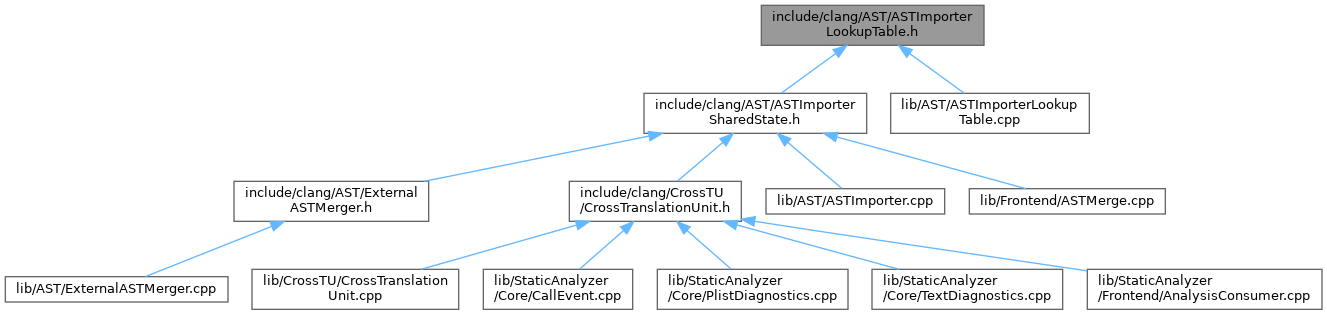 include/clang/AST/ASTImporter
LookupTable.h
include/clang/AST/ASTImporter
SharedState.h
lib/AST/ASTImporterLookup
Table.cpp
include/clang/AST/External
ASTMerger.h
include/clang/CrossTU
/CrossTranslationUnit.h
lib/AST/ASTImporter.cpp
lib/Frontend/ASTMerge.cpp
lib/AST/ExternalASTMerger.cpp
lib/CrossTU/CrossTranslation
Unit.cpp
lib/StaticAnalyzer
/Core/CallEvent.cpp
lib/StaticAnalyzer
/Core/PlistDiagnostics.cpp
lib/StaticAnalyzer
/Core/TextDiagnostics.cpp
lib/StaticAnalyzer
/Frontend/AnalysisConsumer.cpp